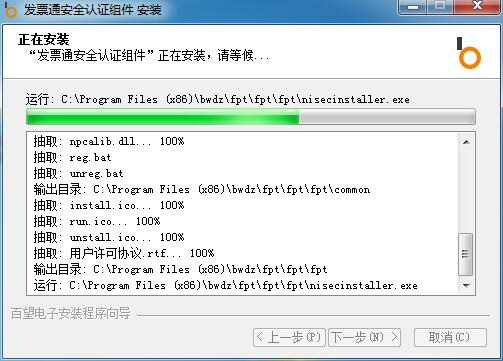 发票通安全认证组件 安装
正在安装
“发票通安全认证组件”正在安装，请等候...
运行: C:\Program Files (x86)\bwdz\fpt\fpt\fpt\nisecinstaller.exe
抽取: npcalib.dll... 100%
抽取: reg.bat
抽取: unreg.bat
输出目录: C:\Program Files (x86)\bwdz\fpt\fpt\fpt\common
抽取: install.ico... 100%
抽取: run.ico... 100%
抽取: unstall.ico... 100%
抽取: 用户许可协议.rtf... 100%
输出目录: C:\Program Files (x86)\bwdz\fpt\fpt\fpt
运行: C:\Program Files (x86)\bwdz\fpt\fpt\fpt\nisecinstaller.exe
百望电子安装程序向导
< 上一步(P) 下一步(N) > 取消(C)